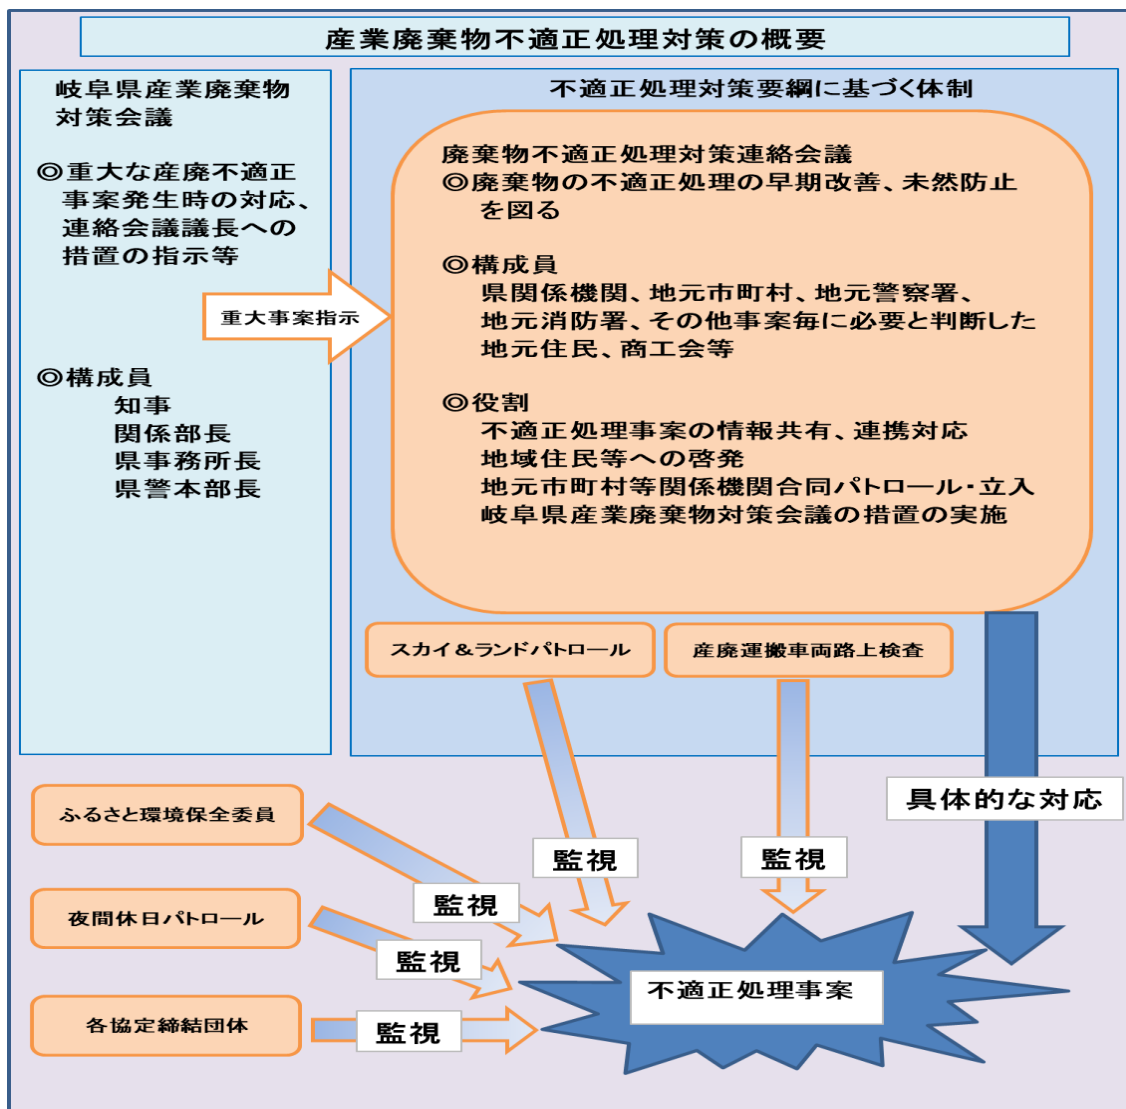 産業廃棄物不適正処理対策の概要
岐阜県産業廃棄物
対策会議
◎重大な産廃不適正
事案発生時の対応、
連絡会議議長への
措置の指示等
◎構成員
知事
関係部長
県事務所長
県警本部長
重大事案指示
不適正処理対策要綱に基づく体制
廃棄物不適正処理対策連絡会議
◎廃棄物の不適正処理の早期改善、未然防止
を図る
◎構成員
県関係機関、地元市町村、地元警察署、
地元消防署、その他事案毎に必要と判断した
地元住民、商工会等
◎役割
不適正処理事案の情報共有、連携対応
地域住民等への啓発
地元市町村等関係機関合同パトロール・立入
岐阜県産業廃棄物対策会議の措置の実施
スカイ＆ランドパトロール
産廃運搬車両路上検査
具体的な対応
ふるさと環境保全委員
監視
監視
監視
夜間休日パトロール
監視
各協定締結団体
監視
不適正処理事案